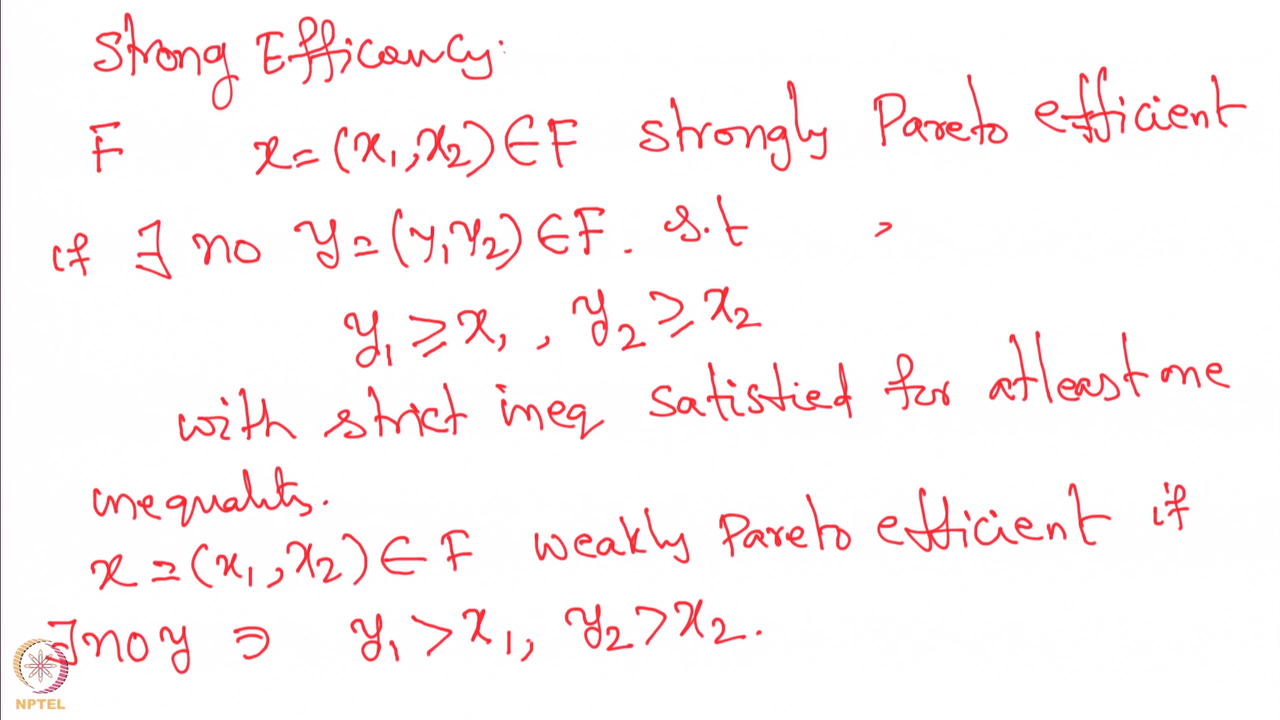 Strong Efficancy.
F x=(x₁,x₂)∈F strongly Pareto efficient
if ∃ no y=(y₁,y₂)∈F. s.t >
y₁ ≥ x₁, y₂ ≥ x₂
with strict ineq satistied for atleast one
inequality.
x=(x₁,x₂)∈F weakly Pareto efficient if
∃ no y ∋ y₁>x₁, y₂>x₂.
NPTEL